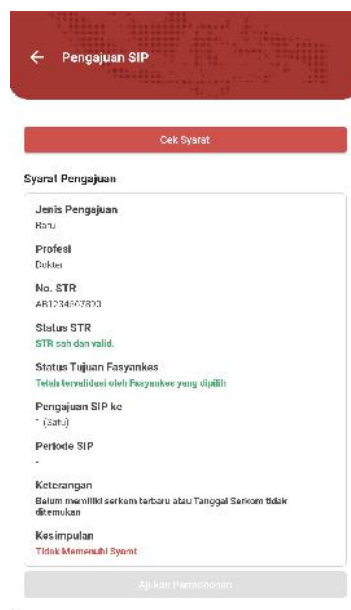 Pengajuan SIP
Cek Syarat
Syarat Pengajuan
Jenis Pengajuan
Baru
Profesi
Dokter
No. STR
AB1234567890
Status STR
STR sah dan valid.
Status Tujuan Fasyankes
Telah tervalidasi oleh Fasyankes yang dipilih
Pengajuan SIP ke
1 (Satu)
Periode SIP
-
Keterangan
Belum memiliki serkom terbaru atau Tanggal Serkom tidak
ditemukan
Kesimpulan
Tidak Memenuhi Syarat
Ajukan Permohonan